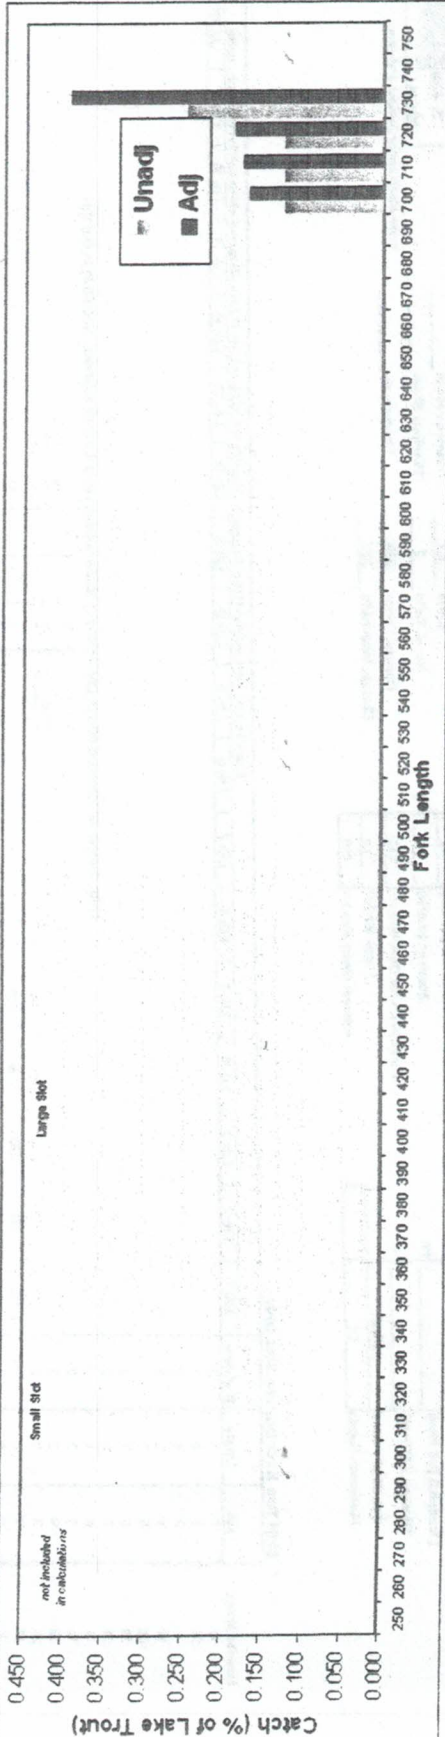 Catch (% of Lake Trout)
0.450
0.400
0.350
0.300
0.250
0.200
0.150
0.100
0.050
0.000
not included
in calculations
Small Slot
Large Slot
Unadj
Adj
250 260 270 280 290 300 310 320 330 340 350 360 370 380 390 400 410 420 430 440 450 460 470 480 490 500 510 520 530 540 550 560 570 580 590 600 610 620 630 640 650 660 670 680 690 700 710 720 730 740 750
Fork Length